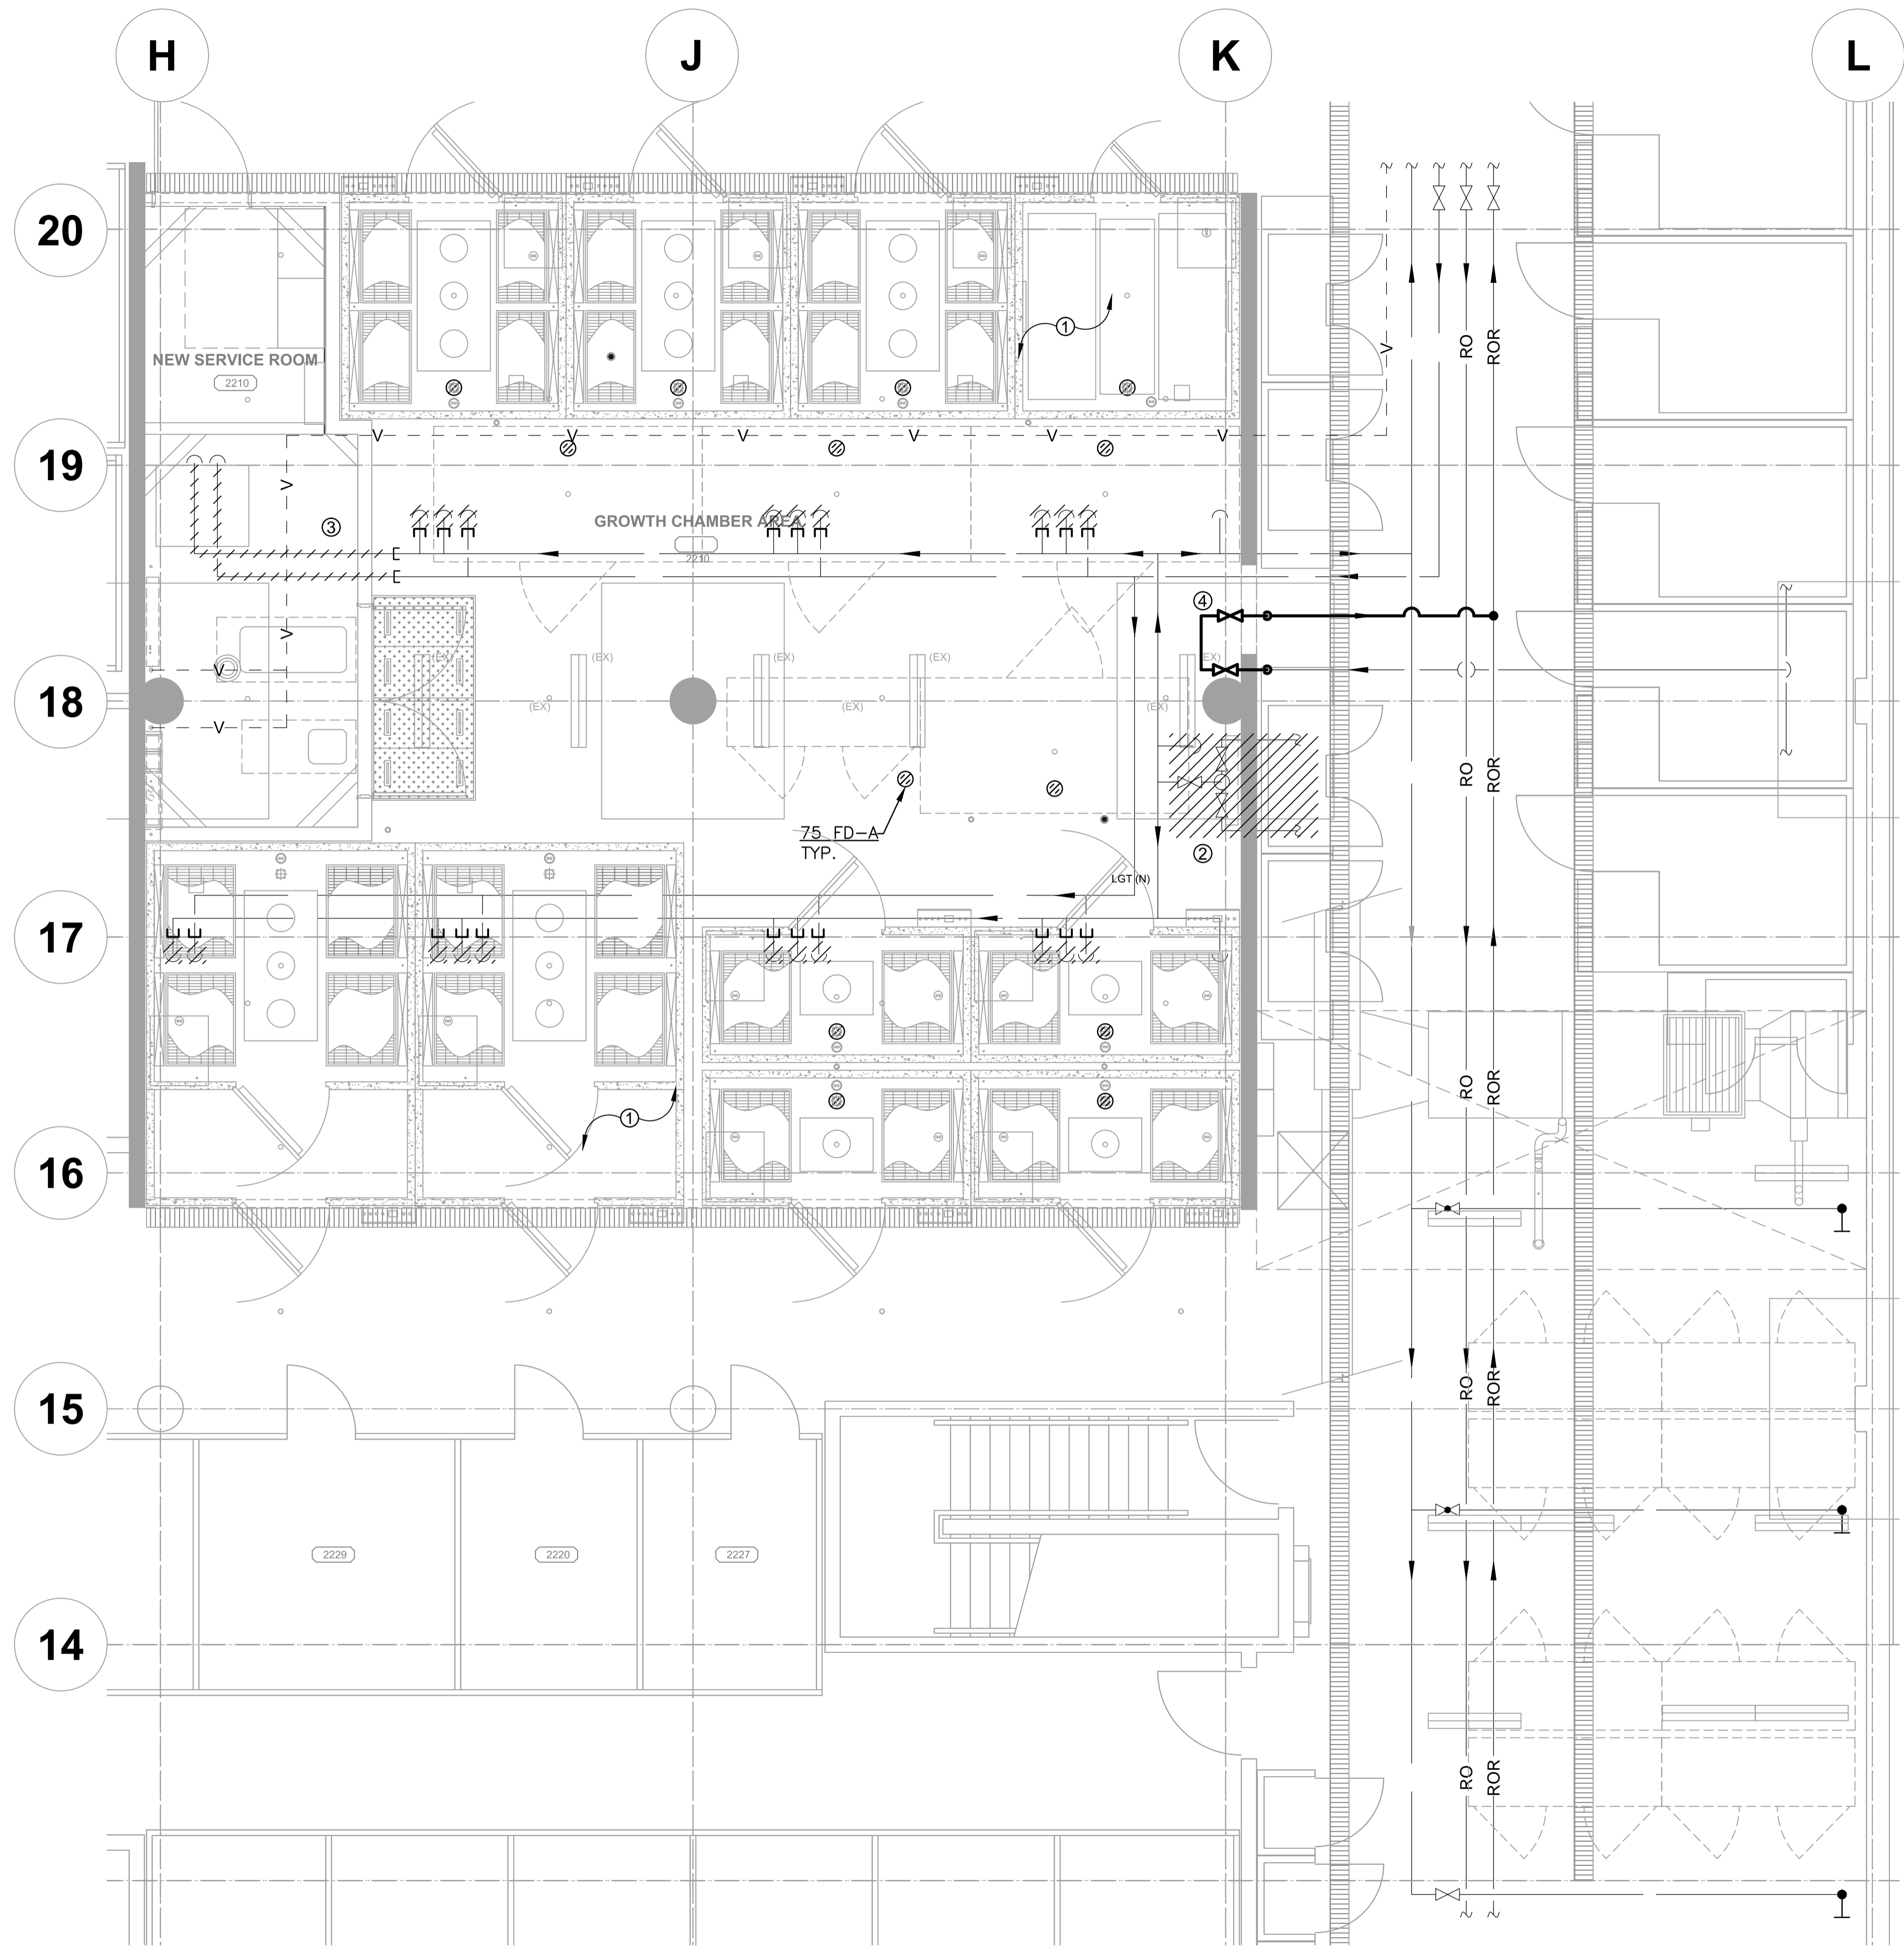 H J K L
20
RO
ROR
V
1
NEW SERVICE ROOM
2210
V V V V V V
19
V
3
GROWTH CHAMBER AREA
2210
4
V
(EX) (EX) (EX) (EX) (EX)
V
18
(EX) (EX) (EX)
V
RO
ROR
75 FD-A
TYP.
2
LGT (N)
17
RO
ROR
1
16
15
RO
ROR
2229
2220
2227
14
RO
ROR